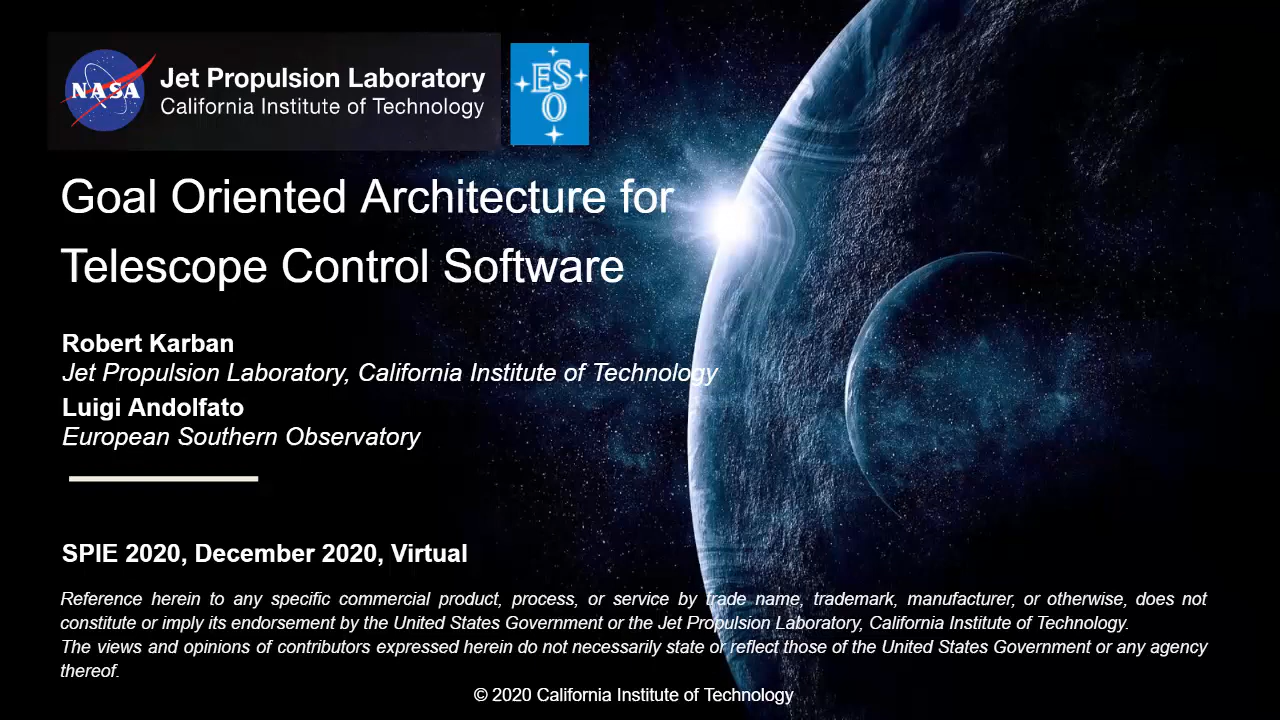 NASA
Jet Propulsion Laboratory
California Institute of Technology
ES
O
Goal Oriented Architecture for
Telescope Control Software
Robert Karban
Jet Propulsion Laboratory, California Institute of Technology
Luigi Andolfato
European Southern Observatory
SPIE 2020, December 2020, Virtual
Reference herein to any specific commercial product, process, or service by trade name, trademark, manufacturer, or otherwise, does not
constitute or imply its endorsement by the United States Government or the Jet Propulsion Laboratory, California Institute of Technology.
The views and opinions of contributors expressed herein do not necessarily state or reflect those of the United States Government or any agency
thereof.
© 2020 California Institute of Technology